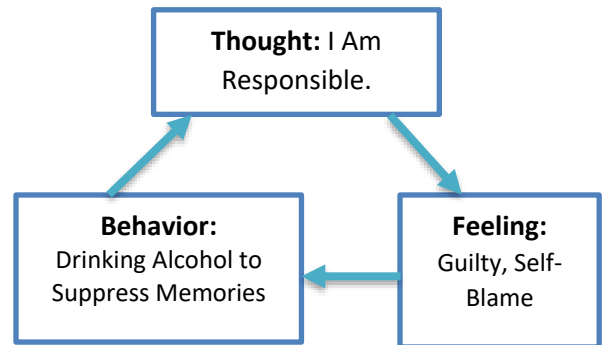 Thought: I Am
Responsible.
Behavior:
Drinking Alcohol to
Suppress Memories
Feeling:
Guilty, Self-
Blame